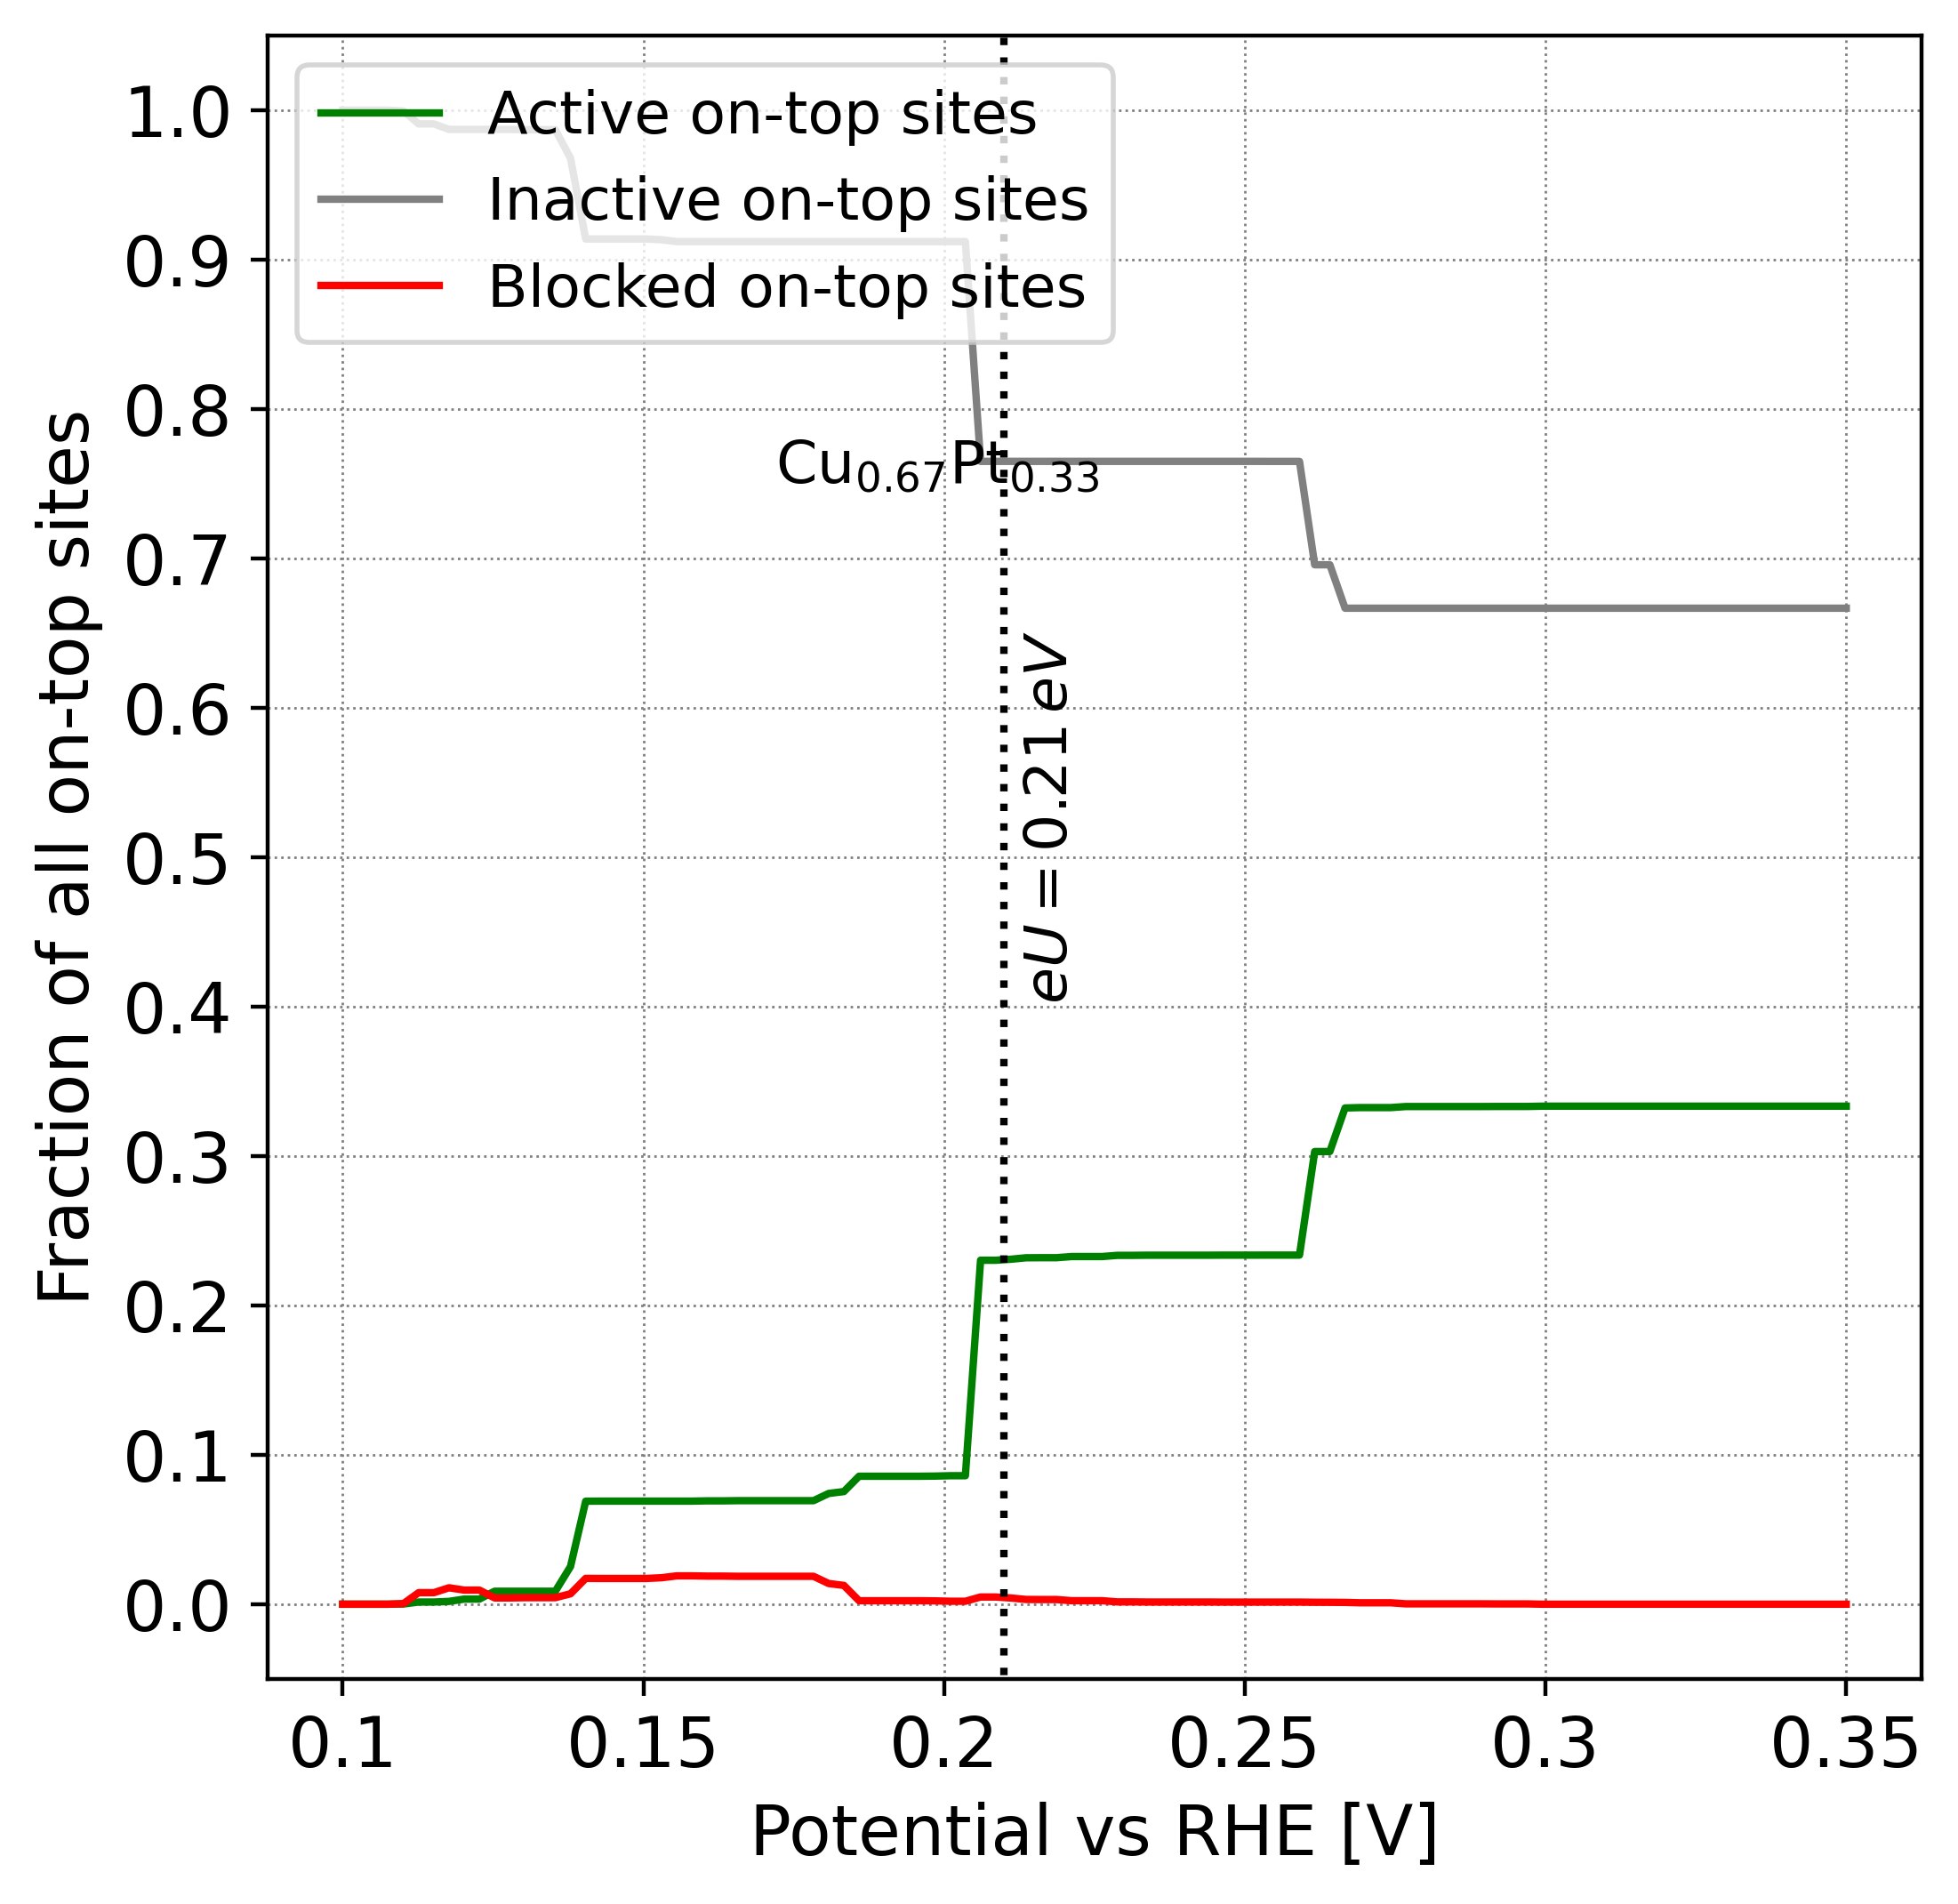 Active on-top sites
Inactive on-top sites
Blocked on-top sites
Cu₀.₆₇Pt₀.₃₃
eU = 0.21 eV
Fraction of all on-top sites
1.0
0.9
0.8
0.7
0.6
0.5
0.4
0.3
0.2
0.1
0.0
0.1 0.15 0.2 0.25 0.3 0.35
Potential vs RHE [V]